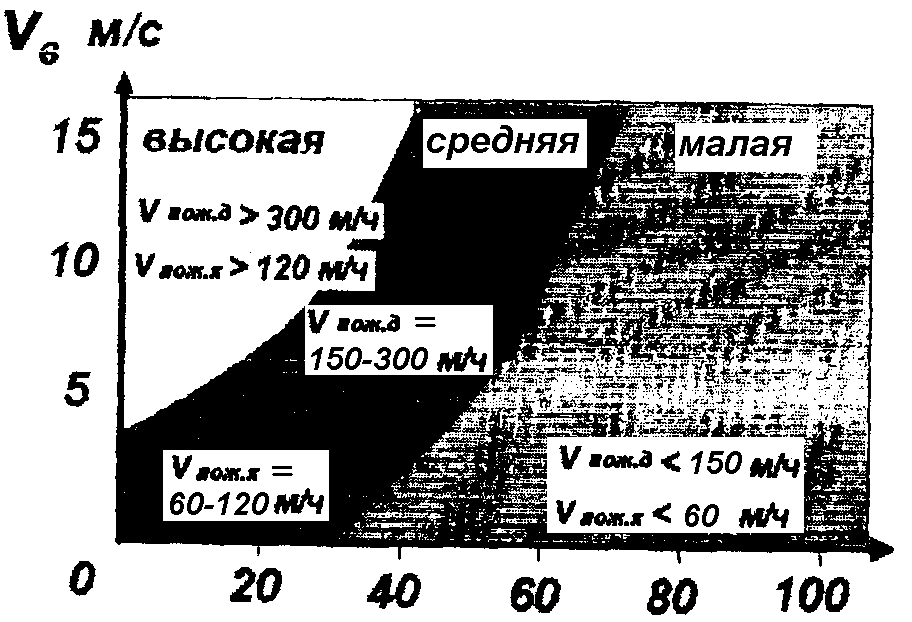 Vв м/с
15
высокая
средняя
малая
V пож.д > 300 м/ч
10
V пож.х > 120 м/ч
V пож.д =
150-300 м/ч
5
V пож.х =
60-120 м/ч
V пож.д < 150 м/ч
V пож.х < 60 м/ч
0
20
40
60
80
100